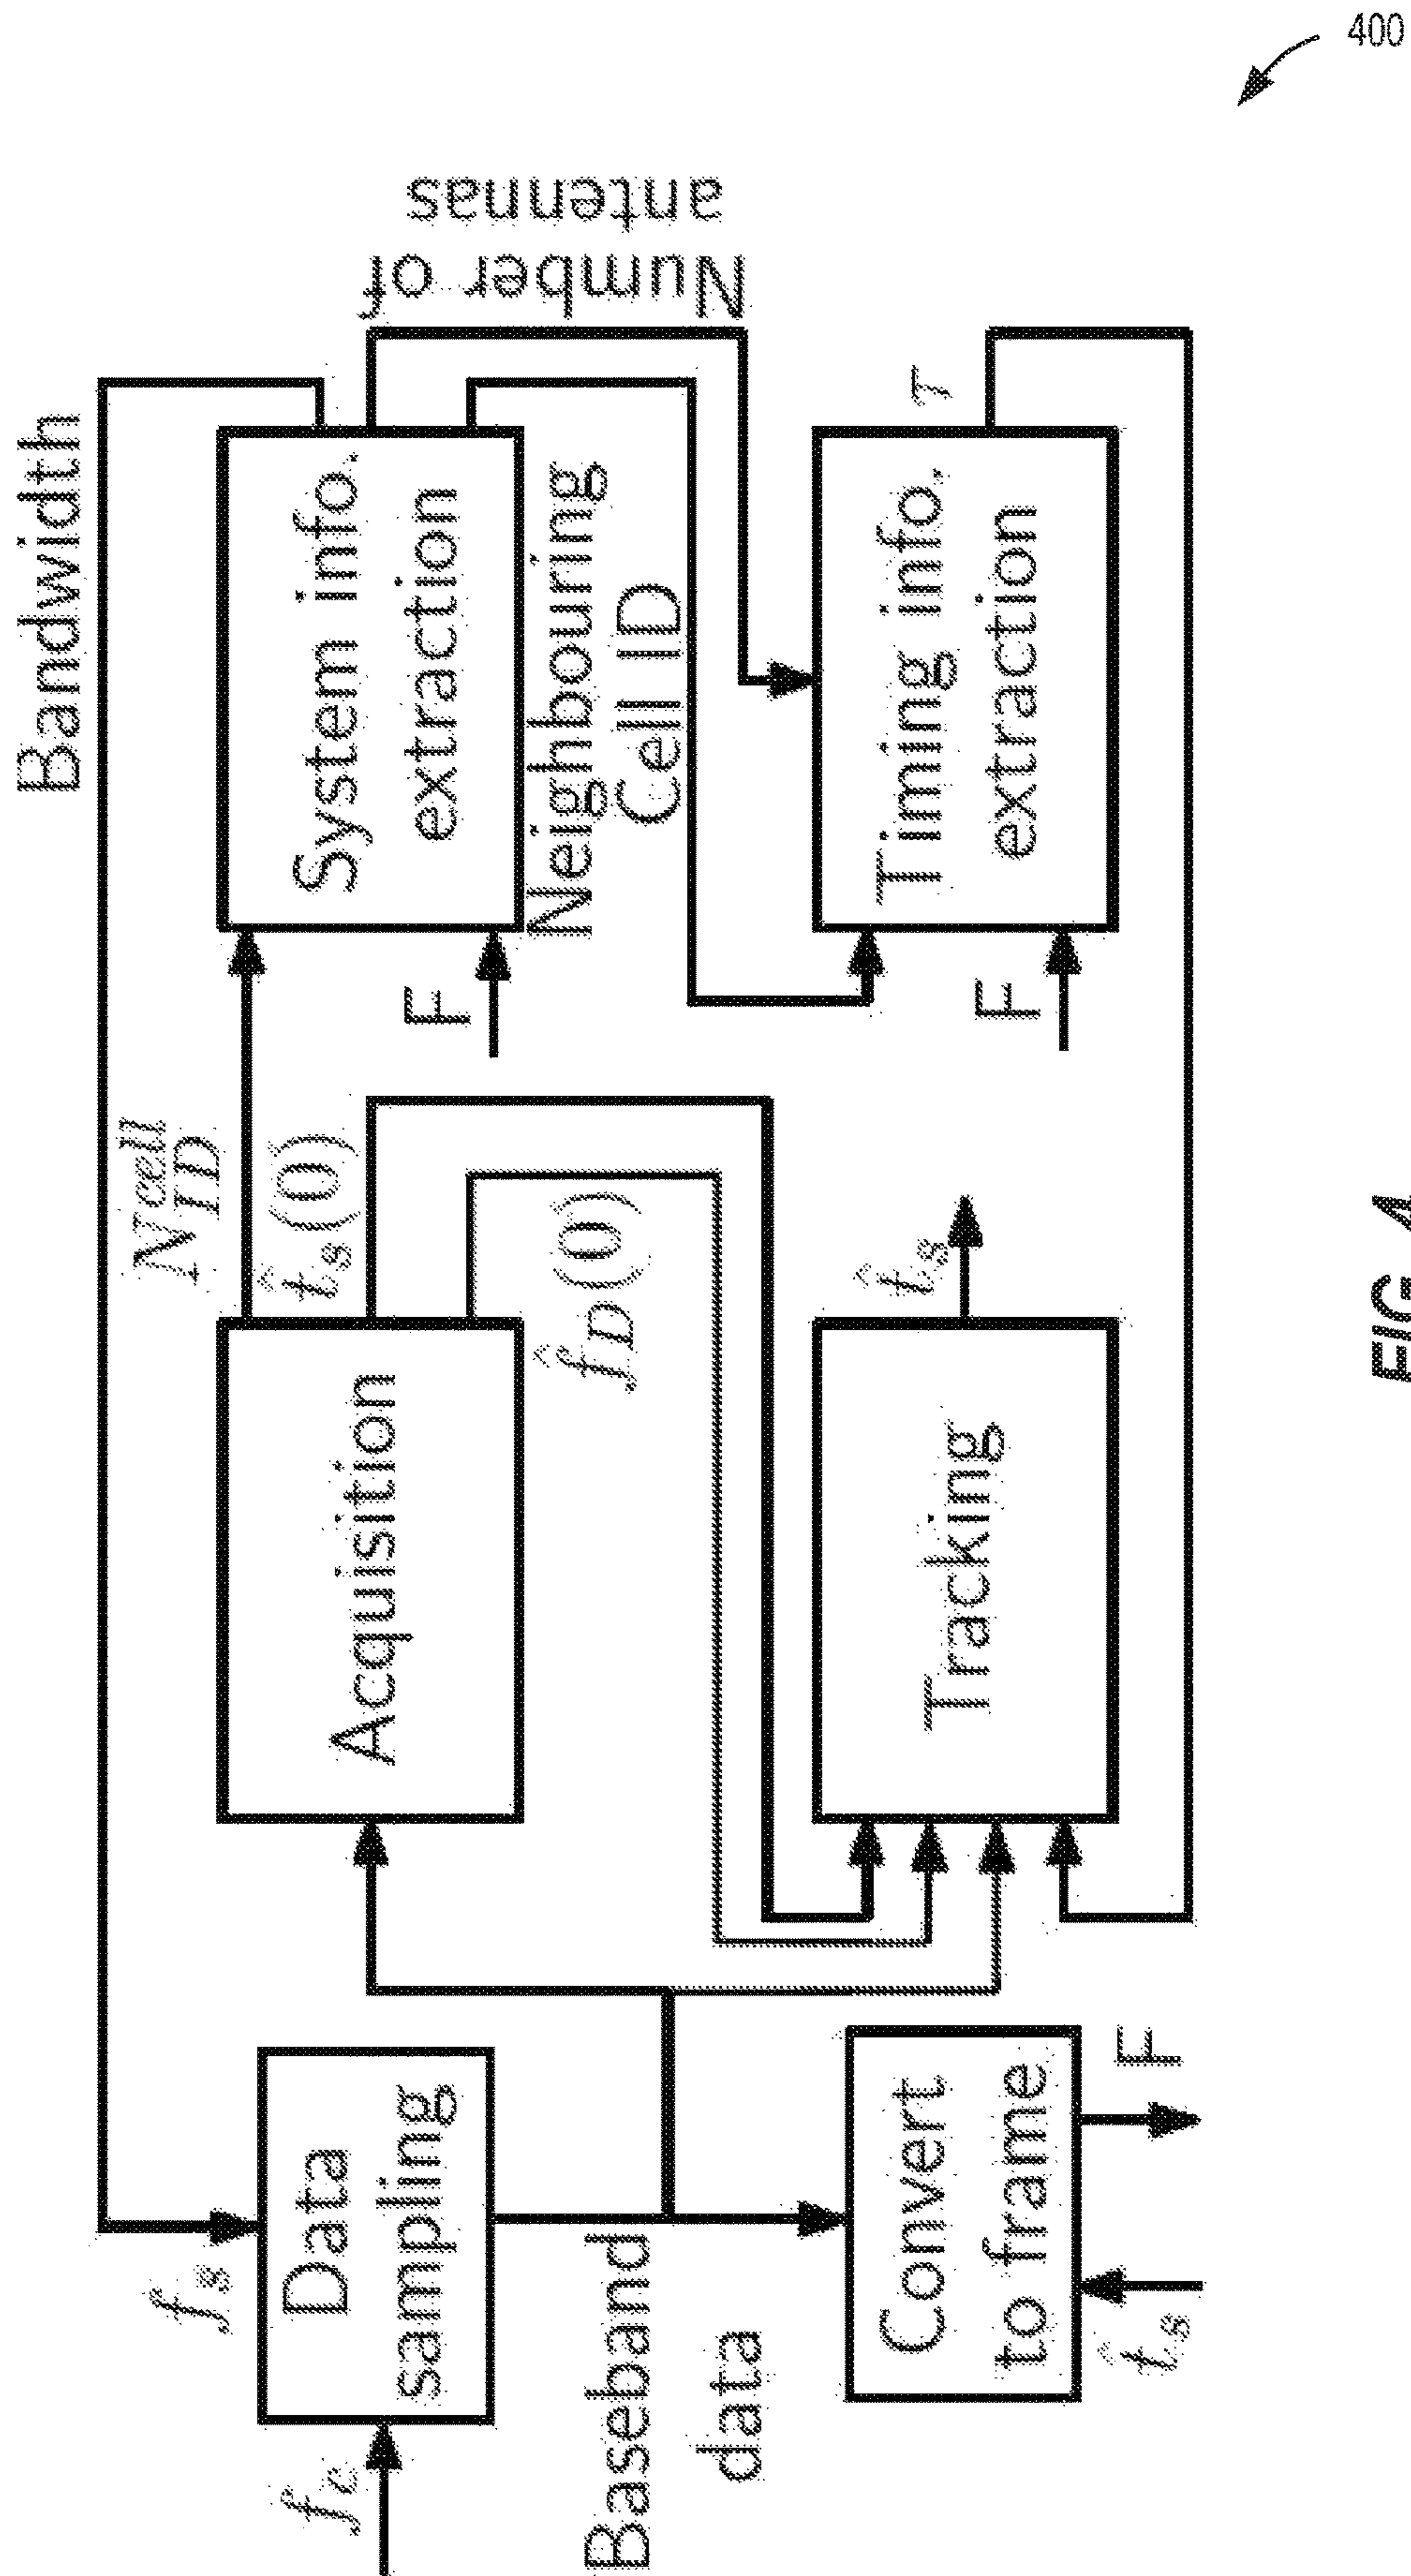 400
Bandwidth
f_s
f_c
Data
sampling
Baseband
data
Convert
to frame
t̂_s
F
Acquisition
N_ID^cell
t̂_s(0)
f̂_D(0)
Tracking
t̂_s
System info.
extraction
F
Number of
antennas
Neighbouring
Cell ID
Timing info.
extraction
F
τ
FIG. 4